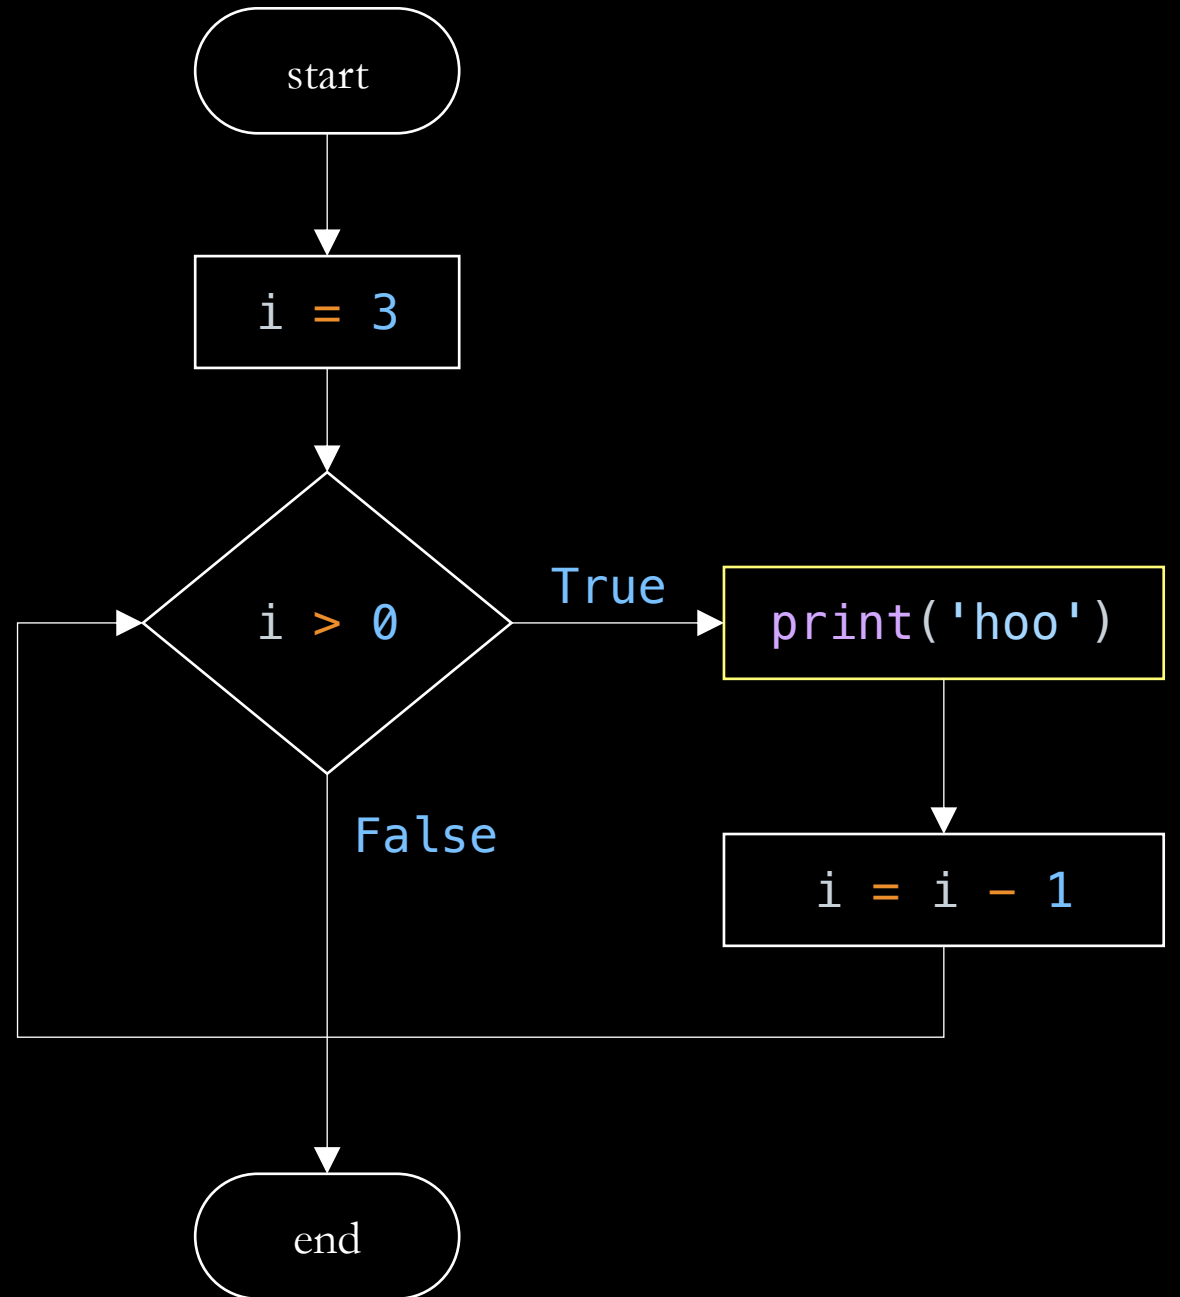 start
i = 3
i > 0
True
print('hoo')
False
i = i - 1
end